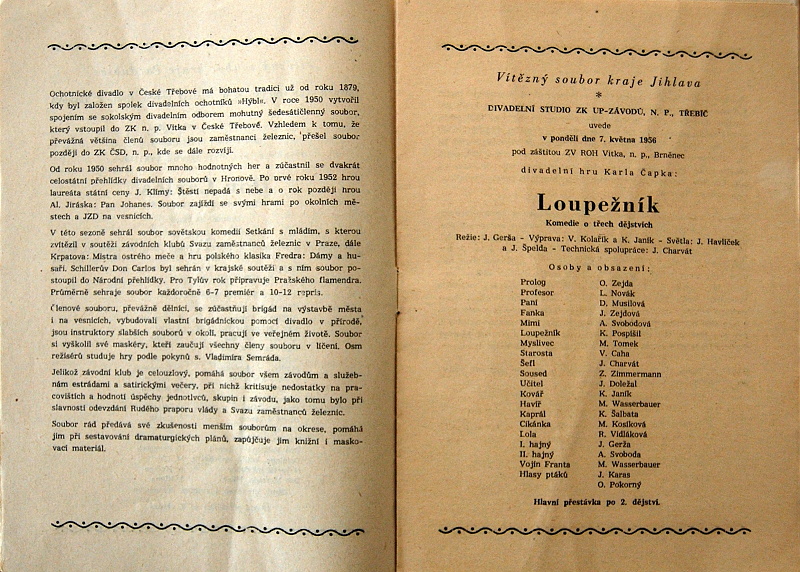 Ochotnické divadlo v České Třebové má bohatou tradici už od roku 1879,
kdy byl založen spolek divadelních ochotníků »Hýbl«. V roce 1950 vytvořil
spojením se sokolským divadelním odborem mohutný šedesátičlenný soubor,
který vstoupil do ZK n. p. Vitka v České Třebové. Vzhledem k tomu, že
převážná většina členů souboru jsou zaměstnanci železnic, přešel soubor
později do ZK ČSD, n. p., kde se dále rozvíjí.
Od roku 1950 sehrál soubor mnoho hodnotných her a zúčastnil se dvakrát
celostátní přehlídky divadelních souborů v Hronově. Po prvé roku 1952 hrou
laureáta státní ceny J. Klímy: Štěstí nepadá s nebe a o rok později hrou
Al. Jiráska: Pan Johanes. Soubor zajíždí se svými hrami po okolních mě-
stech a JZD na vesnicích.
V této sezoně sehrál soubor sovětskou komedii Setkání s mládím, s kterou
zvítězil v soutěži závodních klubů Svazu zaměstnanců železnic v Praze, dále
Krpatova: Mistra ostrého meče a hru polského klasika Fredra: Dámy a hu-
saři. Schillerův Don Carlos byl sehrán v krajské soutěži a s ním soubor po-
stoupil do Národní přehlídky. Pro Tylův rok připravuje Pražského flamendra.
Průměrně sehraje soubor každoročně 6-7 premiér a 10-12 repris.
Členové souboru, převážně dělníci, se zúčastňují brigád na výstavbě města
i na vesnicích, vybudovali vlastní brigádnickou pomocí divadlo v přírodě,
jsou instruktory slabších souborů v okolí, pracují ve veřejném životě. Soubor
si vyškolil své maskéry, kteří zaučují všechny členy souboru v líčení. Osm
režisérů studuje hry podle pokynů s. Vladimíra Semráda.
Jelikož závodní klub je celouzlový, pomáhá soubor všem závodům a služeb-
nám estrádami a satirickými večery, při nichž kritisuje nedostatky na pra-
covištích a hodnotí úspěchy jednotlivců, skupin i závodu, jako tomu bylo při
slavnosti odevzdání Rudého praporu vlády a Svazu zaměstnanců železnic.
Soubor rád předává své zkušenosti menším souborům na okrese, pomáhá
jim při sestavování dramaturgických plánů, zapůjčuje jim knižní i masko-
vací materiál.
Vítězný soubor kraje Jihlava
*
DIVADELNÍ STUDIO ZK UP-ZÁVODŮ, N. P., TŘEBÍČ
uvede
v pondělí dne 7. května 1956
pod záštitou ZV ROH Vitka, n. p., Brněnec
divadelní hru Karla Čapka:
Loupežník
Komedie o třech dějstvích
Režie: J. Gerša - Výprava: V. Kolařík a K. Janík - Světla: J. Havlíček
a J. Špelda - Technická spolupráce: J. Charvát
Osoby a obsazení:
Prolog O. Zejda
Profesor L. Novák
Paní D. Musilová
Fanka J. Zejdová
Mimi A. Svobodová
Loupežník K. Pospíšil
Myslivec M. Tomek
Starosta V. Caha
Šefl J. Charvát
Soused Z. Zimmermann
Učitel J. Doležal
Kovář K. Janík
Havíř M. Wasserbauer
Kaprál K. Šalbata
Cikánka M. Kosíková
Lola R. Vidláková
I. hajný J. Gerža
II. hajný A. Svoboda
Vojín Franta M. Wasserbauer
Hlasy ptáků J. Karas
O. Pokorný
Hlavní přestávka po 2. dějství.